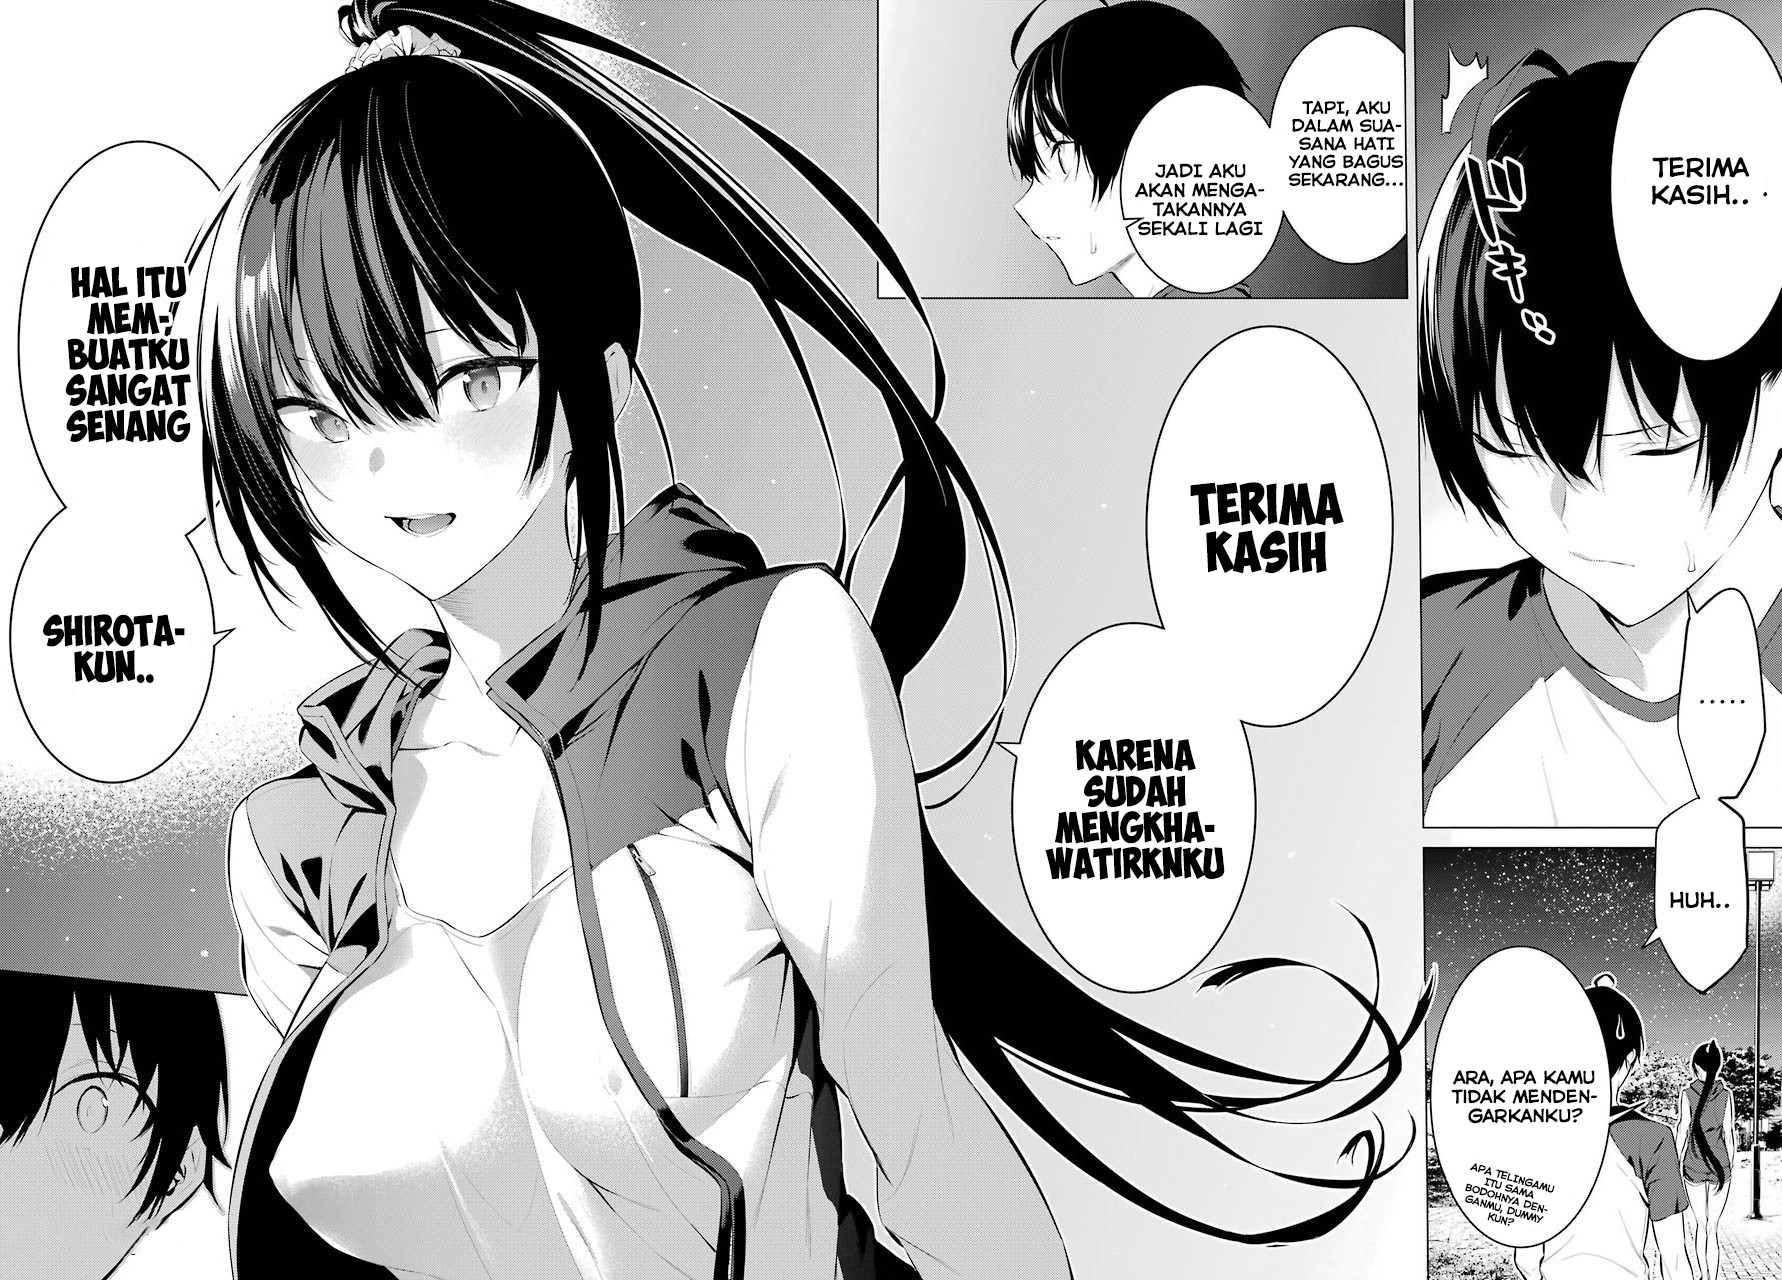 TERIMA
KASIH..
.....
HUH..
ARA, APA KAMU
TIDAK MENDEN-
GARKANKU?
APA TELINGAMU
ITU SAMA
BODOHNYA DEN-
GANMU, DUMMY
KUN?
TAPI, AKU
DALAM SUA-
SANA HATI
YANG BAGUS
SEKARANG...
JADI AKU
AKAN MENGA-
TAKANNYA
SEKALI LAGI
TERIMA
KASIH
KARENA
SUDAH
MENGKHA-
WATIRKNKU
HAL ITU
MEM-
BUATKU
SANGAT
SENANG
SHIROTA-
KUN..